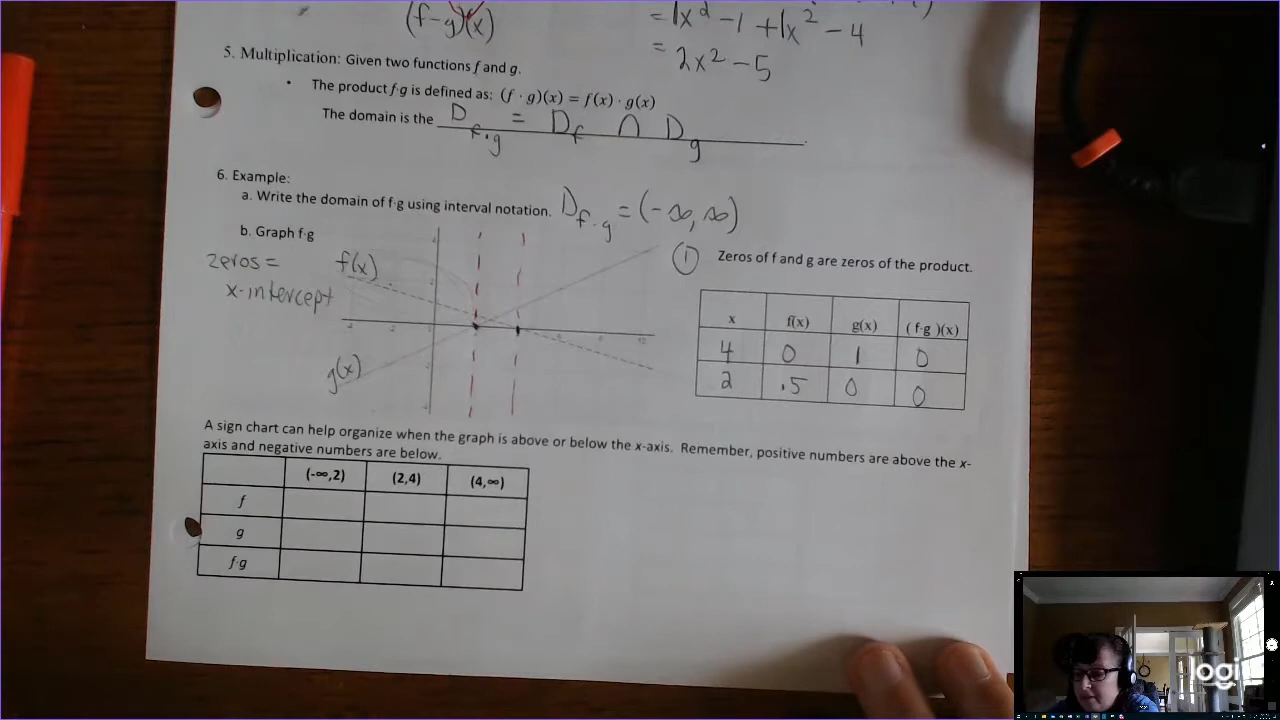 (f-g)(x)
= 1x² - 1 + 1x² - 4
= 2x² - 5
5. Multiplication: Given two functions f and g.
• The product f·g is defined as: (f · g)(x) = f(x) · g(x)
The domain is the D f·g = D f ∩ D g
6. Example:
a. Write the domain of f·g using interval notation. D f·g = (-∞, ∞)
b. Graph f·g
zeros =
x-intercept
f(x)
g(x)
① Zeros of f and g are zeros of the product.
x f(x) g(x) (f·g)(x)
4 0 1 0
2 .5 0 0
A sign chart can help organize when the graph is above or below the x-axis. Remember, positive numbers are above the x-
axis and negative numbers are below.
(-∞,2) (2,4) (4,∞)
f
g
f·g
logi